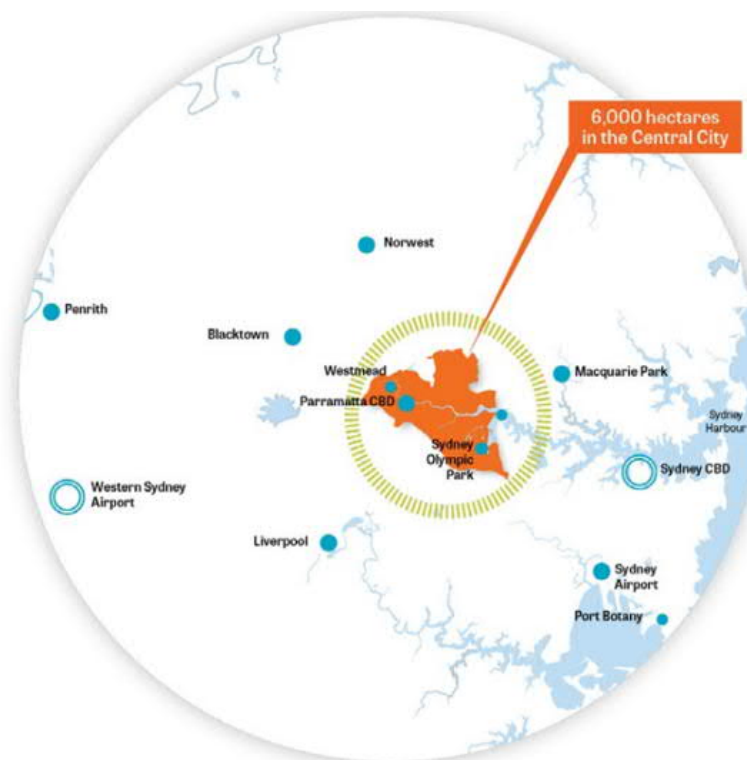 6,000 hectares
in the Central City
Norwest
Penrith
Blacktown
Westmead
Macquarie Park
Parramatta CBD
Sydney
Harbour
Sydney
Olympic
Park
Sydney CBD
Western Sydney
Airport
Liverpool
Sydney
Airport
Port Botany